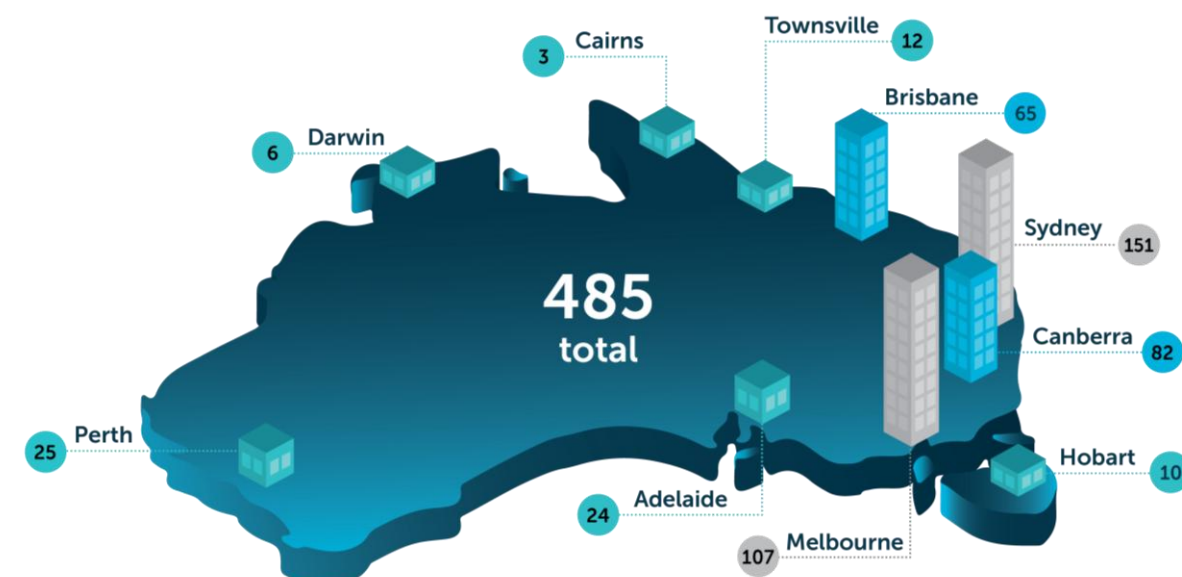 Townsville 12
Cairns 3
Brisbane 65
Darwin 6
Sydney 151
485
total
Canberra 82
Perth 25
Hobart 10
Adelaide 24
Melbourne 107